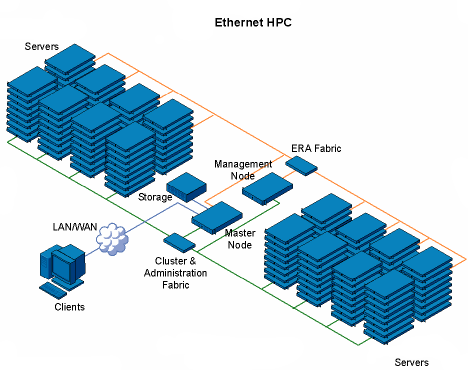 Ethernet HPC
Servers
ERA Fabric
Management
Node
Storage
LAN/WAN
Master
Node
Cluster &
Administration
Fabric
Clients
Servers